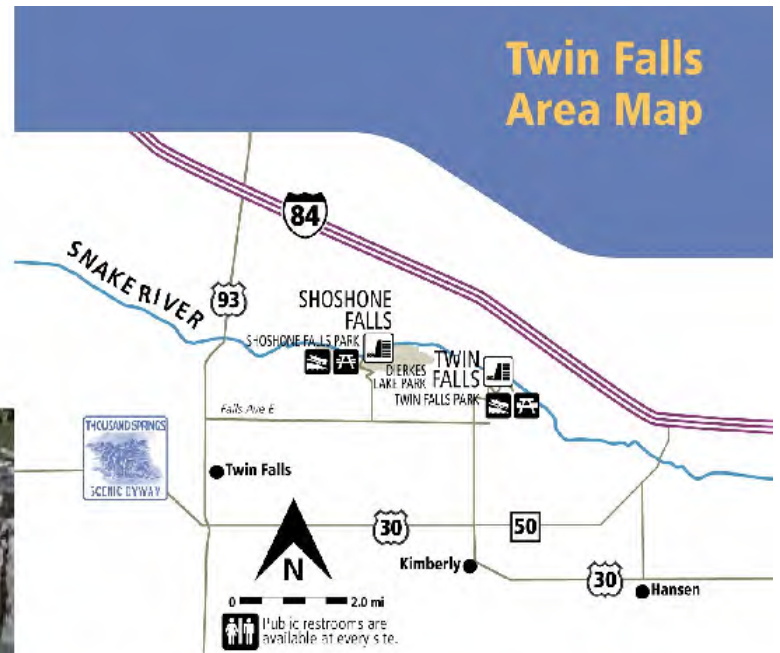 Twin Falls
Area Map
84
SNAKE RIVER
93
SHOSHONE
FALLS
SHOSHONE FALLS PARK
DIERKES
LAKE PARK
TWIN
FALLS
TWIN FALLS PARK
Falls Ave E
THOUSAND SPRINGS
SCENIC BYWAY
Twin Falls
30
50
N
Kimberly
30
Hansen
0
2.0 mi
Public restrooms are
available at every site.